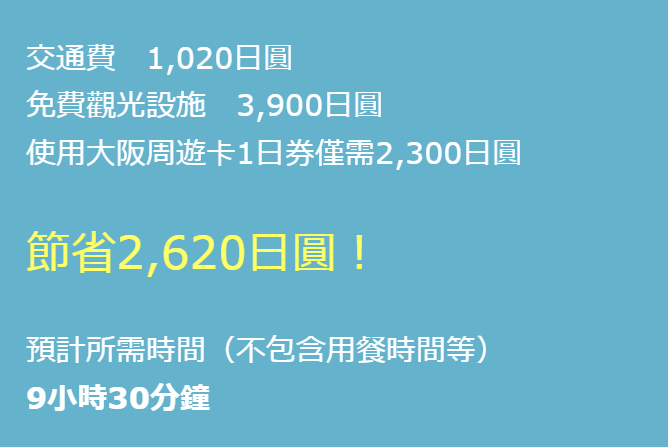 交通費　1,020日圓
免費觀光設施　3,900日圓
使用大阪周遊卡1日券僅需2,300日圓
節省2,620日圓！
預計所需時間（不包含用餐時間等）
9小時30分鐘